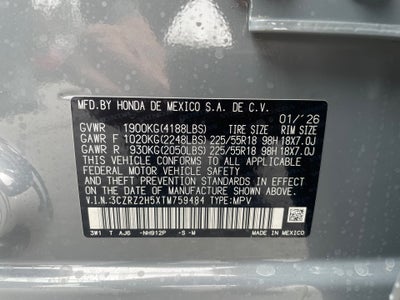 MFD.BY HONDA DE MEXICO S.A. DE C.V.
01/'26
GVWR 1900KG(4188LBS) TIRE SIZE RIM SIZE
GAWR F 1020KG(2248LBS) 225/55R18 98H 18X7.0J
GAWR R 930KG(2050LBS) 225/55R18 98H 18X7.0J
THIS VEHICLE CONFORMS TO ALL APPLICABLE
FEDERAL MOTOR VEHICLE SAFETY
STANDARDS IN EFFECT ON THE DATE OF
MANUFACTURE SHOWN ABOVE.
V.I.N.:3CZRZ2H5XTM759484 TYPE:MPV
3W1 T AJ6 -NH912P -S -M
MADE IN
MEXICO